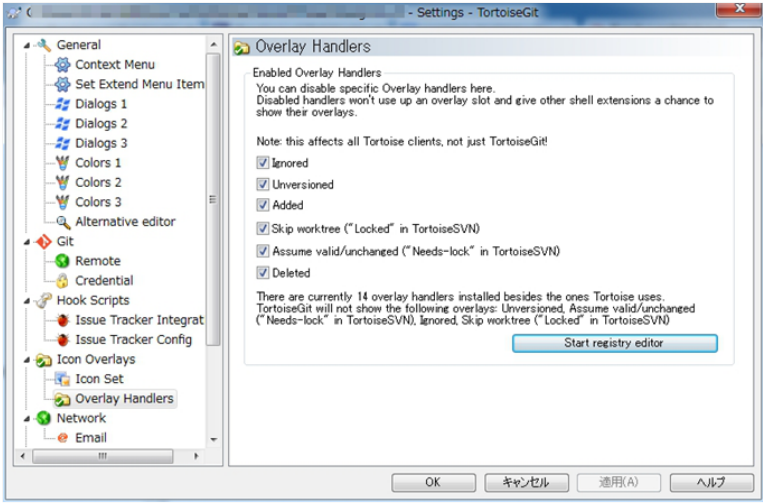 - Settings - TortoiseGit
General
Context Menu
Set Extend Menu Item
Dialogs 1
Dialogs 2
Dialogs 3
Colors 1
Colors 2
Colors 3
Alternative editor
Git
Remote
Credential
Hook Scripts
Issue Tracker Integrat
Issue Tracker Config
Icon Overlays
Icon Set
Overlay Handlers
Network
Email
Overlay Handlers
Enabled Overlay Handlers
You can disable specific Overlay handlers here.
Disabled handlers won't use up an overlay slot and give other shell extensions a chance to
show their overlays.
Note: this affects all Tortoise clients, not just TortoiseGit!
Ignored
Unversioned
Added
Skip worktree ("Locked" in TortoiseSVN)
Assume valid/unchanged ("Needs-lock" in TortoiseSVN)
Deleted
There are currently 14 overlay handlers installed besides the ones Tortoise uses.
TortoiseGit will not show the following overlays: Unversioned, Assume valid/unchanged
("Needs-lock" in TortoiseSVN), Ignored, Skip worktree ("Locked" in TortoiseSVN)
Start registry editor
OK
キャンセル
適用(A)
ヘルプ